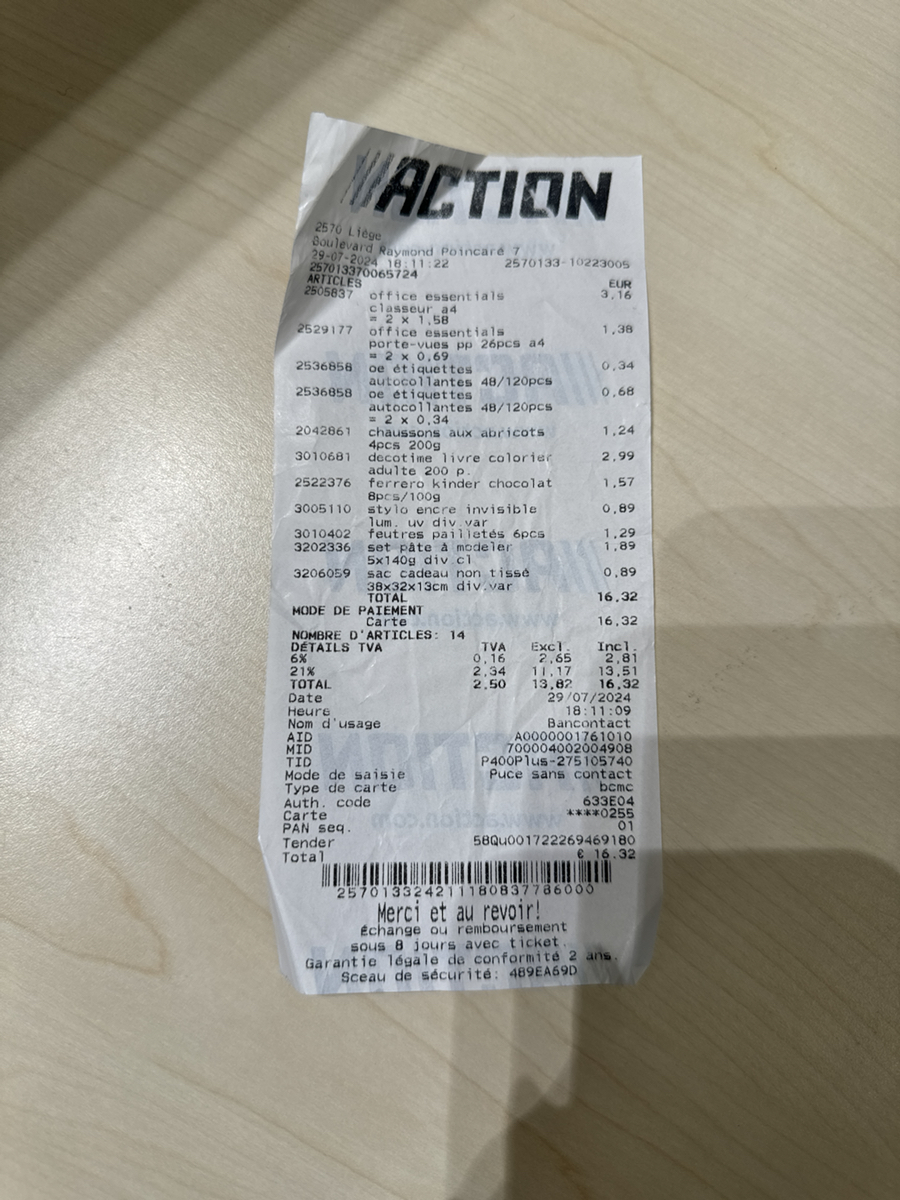 ACTION
2570 Liège
Boulevard Raymond Poincaré 7
29-07-2024 18:11:22 2570133-10223005
257013370065724
ARTICLES EUR
2505837 office essentials 3,16
classeur a4
= 2 x 1,58
2529177 office essentials 1,38
porte-vues pp 26pcs a4
= 2 x 0,69
2536858 oe étiquettes 0,34
autocollantes 48/120pcs
2536858 oe étiquettes 0,68
autocollantes 48/120pcs
= 2 x 0,34
2042861 chaussons aux abricots 1,24
4pcs 200g
3010681 decotime livre colorier 2,99
adulte 200 p.
2522376 ferrero kinder chocolat 1,57
8pcs/100g
3005110 stylo encre invisible 0,89
lum. uv div.var
3010402 feutres pailletés 6pcs 1,29
3202336 set pâte à modeler 1,89
5x140g div cl
3206059 sac cadeau non tissé 0,89
38x32x13cm div.var
TOTAL 16,32
MODE DE PAIEMENT
Carte 16,32
NOMBRE D'ARTICLES: 14
DÉTAILS TVA TVA Excl. Incl.
6% 0,16 2,65 2,81
21% 2,34 11,17 13,51
TOTAL 2,50 13,82 16,32
Date 29/07/2024
Heure 18:11:09
Nom d'usage Bancontact
AID A0000001761010
MID 700004002004908
TID P400Plus-275105740
Mode de saisie Puce sans contact
Type de carte bcmc
Auth. code 633E04
Carte ****0255
PAN seq. 01
Tender 58Qu001722269469180
Total € 16.32
2570133242111180837786000
Merci et au revoir!
Échange ou remboursement
sous 8 jours avec ticket.
Garantie légale de conformité 2 ans.
Sceau de sécurité: 489EA69D